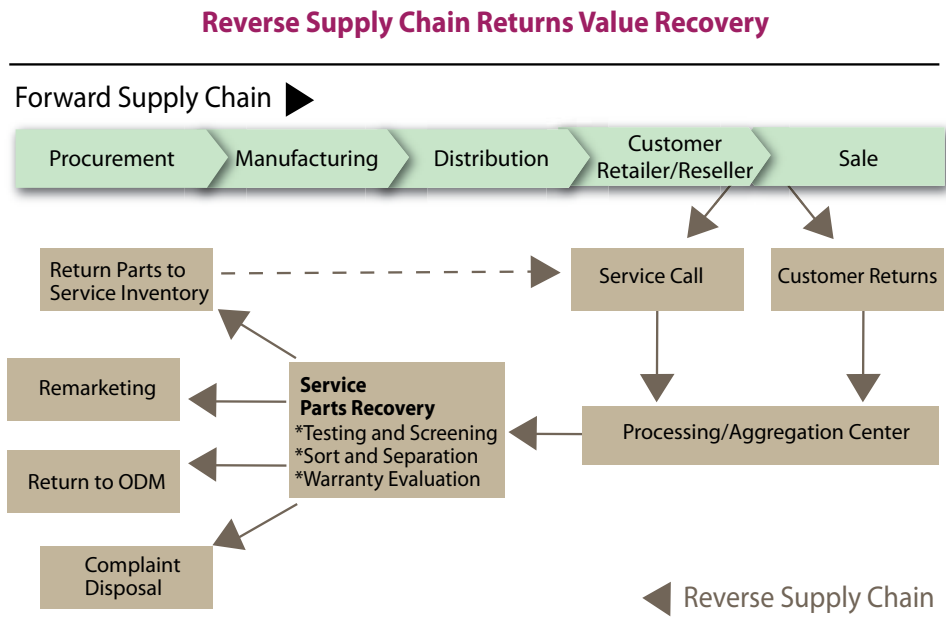 Reverse Supply Chain Returns Value Recovery
Forward Supply Chain
Procurement
Manufacturing
Distribution
Customer
Retailer/Reseller
Sale
Return Parts to
Service Inventory
Service Call
Customer Returns
Remarketing
Service
Parts Recovery
*Testing and Screening
*Sort and Separation
*Warranty Evaluation
Processing/Aggregation Center
Return to ODM
Complaint
Disposal
Reverse Supply Chain